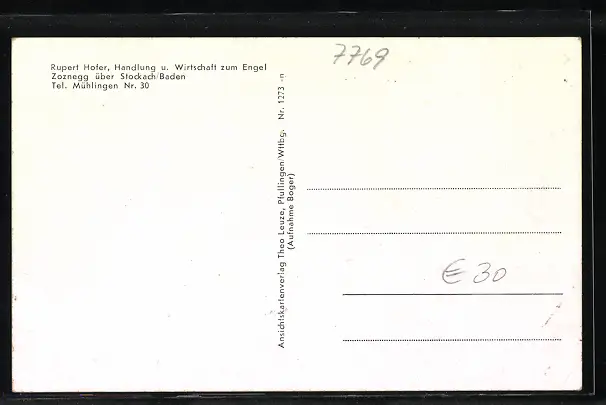 Rupert Hofer, Handlung u. Wirtschaft zum Engel
Zoznegg über Stockach/Baden
Tel. Mühlingen Nr. 30
7769
Ansichtskartenverlag Theo Leuze, Pfullingen/Wttbg. Nr. 1273 -n
(Aufnahme Boger)
€ 30